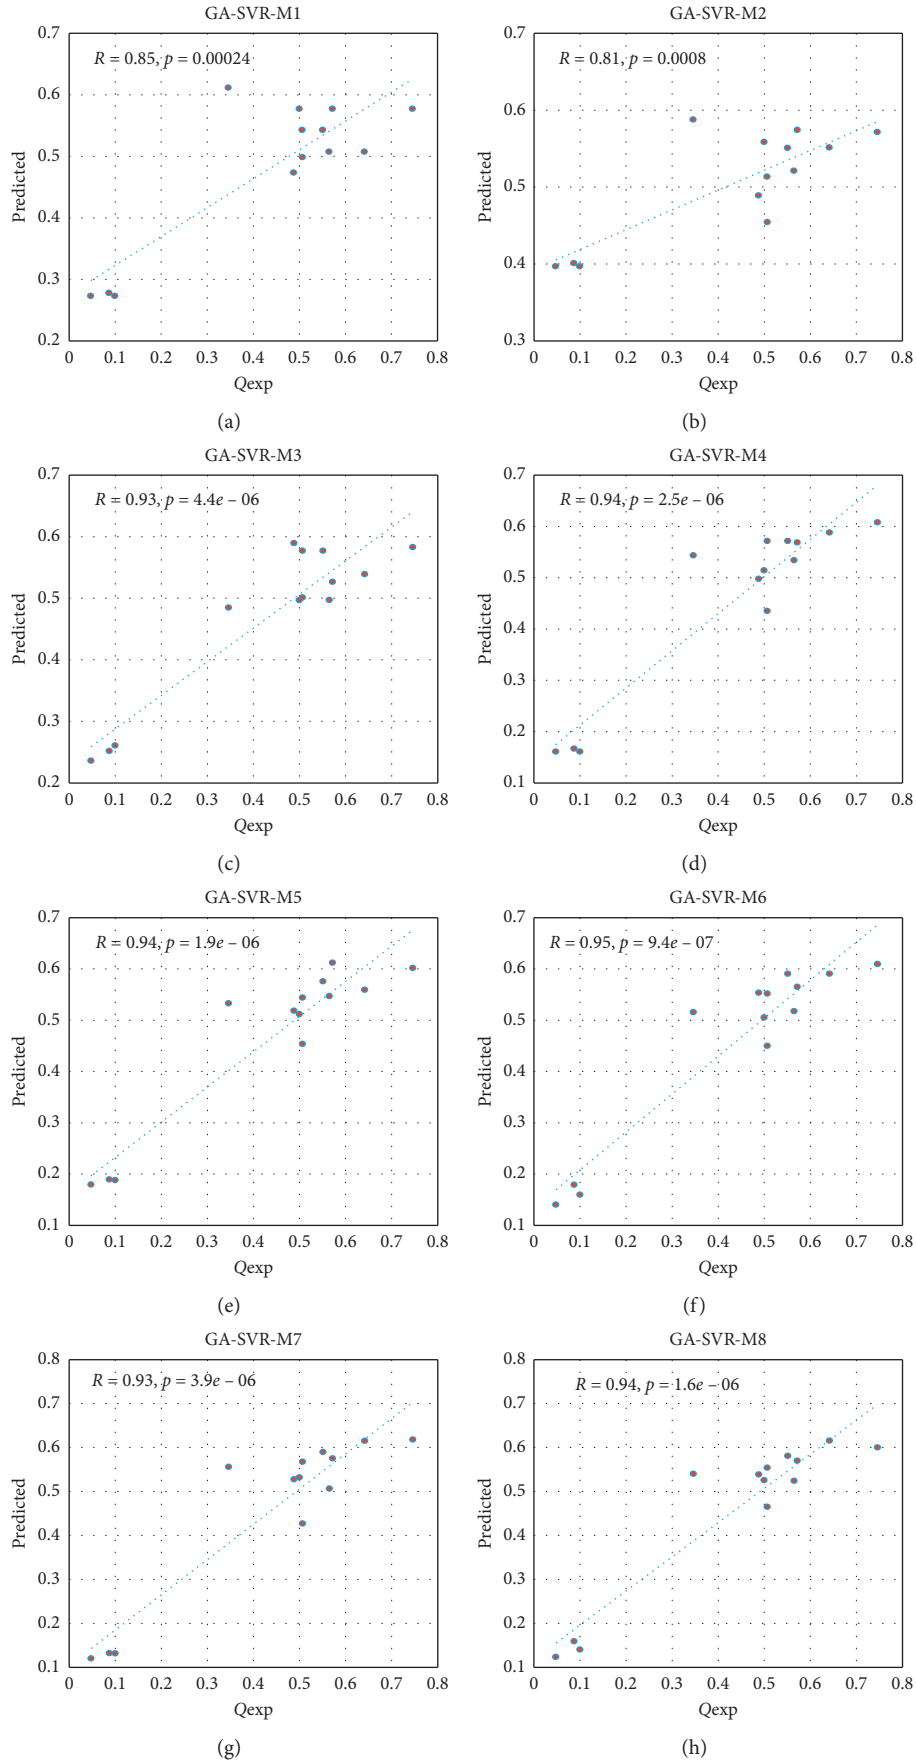 GA-SVR-M1
R = 0.85, p = 0.00024
0.7
0.6
0.5
0.4
0.3
0.2
Predicted
0 0.1 0.2 0.3 0.4 0.5 0.6 0.7 0.8
Qexp
(a)
GA-SVR-M2
R = 0.81, p = 0.0008
0.7
0.6
0.5
0.4
0.3
Predicted
0 0.1 0.2 0.3 0.4 0.5 0.6 0.7 0.8
Qexp
(b)
GA-SVR-M3
R = 0.93, p = 4.4e – 06
0.7
0.6
0.5
0.4
0.3
0.2
Predicted
0 0.1 0.2 0.3 0.4 0.5 0.6 0.7 0.8
Qexp
(c)
GA-SVR-M4
R = 0.94, p = 2.5e – 06
0.7
0.6
0.5
0.4
0.3
0.2
0.1
Predicted
0 0.1 0.2 0.3 0.4 0.5 0.6 0.7 0.8
Qexp
(d)
GA-SVR-M5
R = 0.94, p = 1.9e – 06
0.7
0.6
0.5
0.4
0.3
0.2
0.1
Predicted
0 0.1 0.2 0.3 0.4 0.5 0.6 0.7 0.8
Qexp
(e)
GA-SVR-M6
R = 0.95, p = 9.4e – 07
0.7
0.6
0.5
0.4
0.3
0.2
0.1
Predicted
0 0.1 0.2 0.3 0.4 0.5 0.6 0.7 0.8
Qexp
(f)
GA-SVR-M7
R = 0.93, p = 3.9e – 06
0.8
0.7
0.6
0.5
0.4
0.3
0.2
0.1
Predicted
0 0.1 0.2 0.3 0.4 0.5 0.6 0.7 0.8
Qexp
(g)
GA-SVR-M8
R = 0.94, p = 1.6e – 06
0.8
0.7
0.6
0.5
0.4
0.3
0.2
0.1
Predicted
0 0.1 0.2 0.3 0.4 0.5 0.6 0.7 0.8
Qexp
(h)